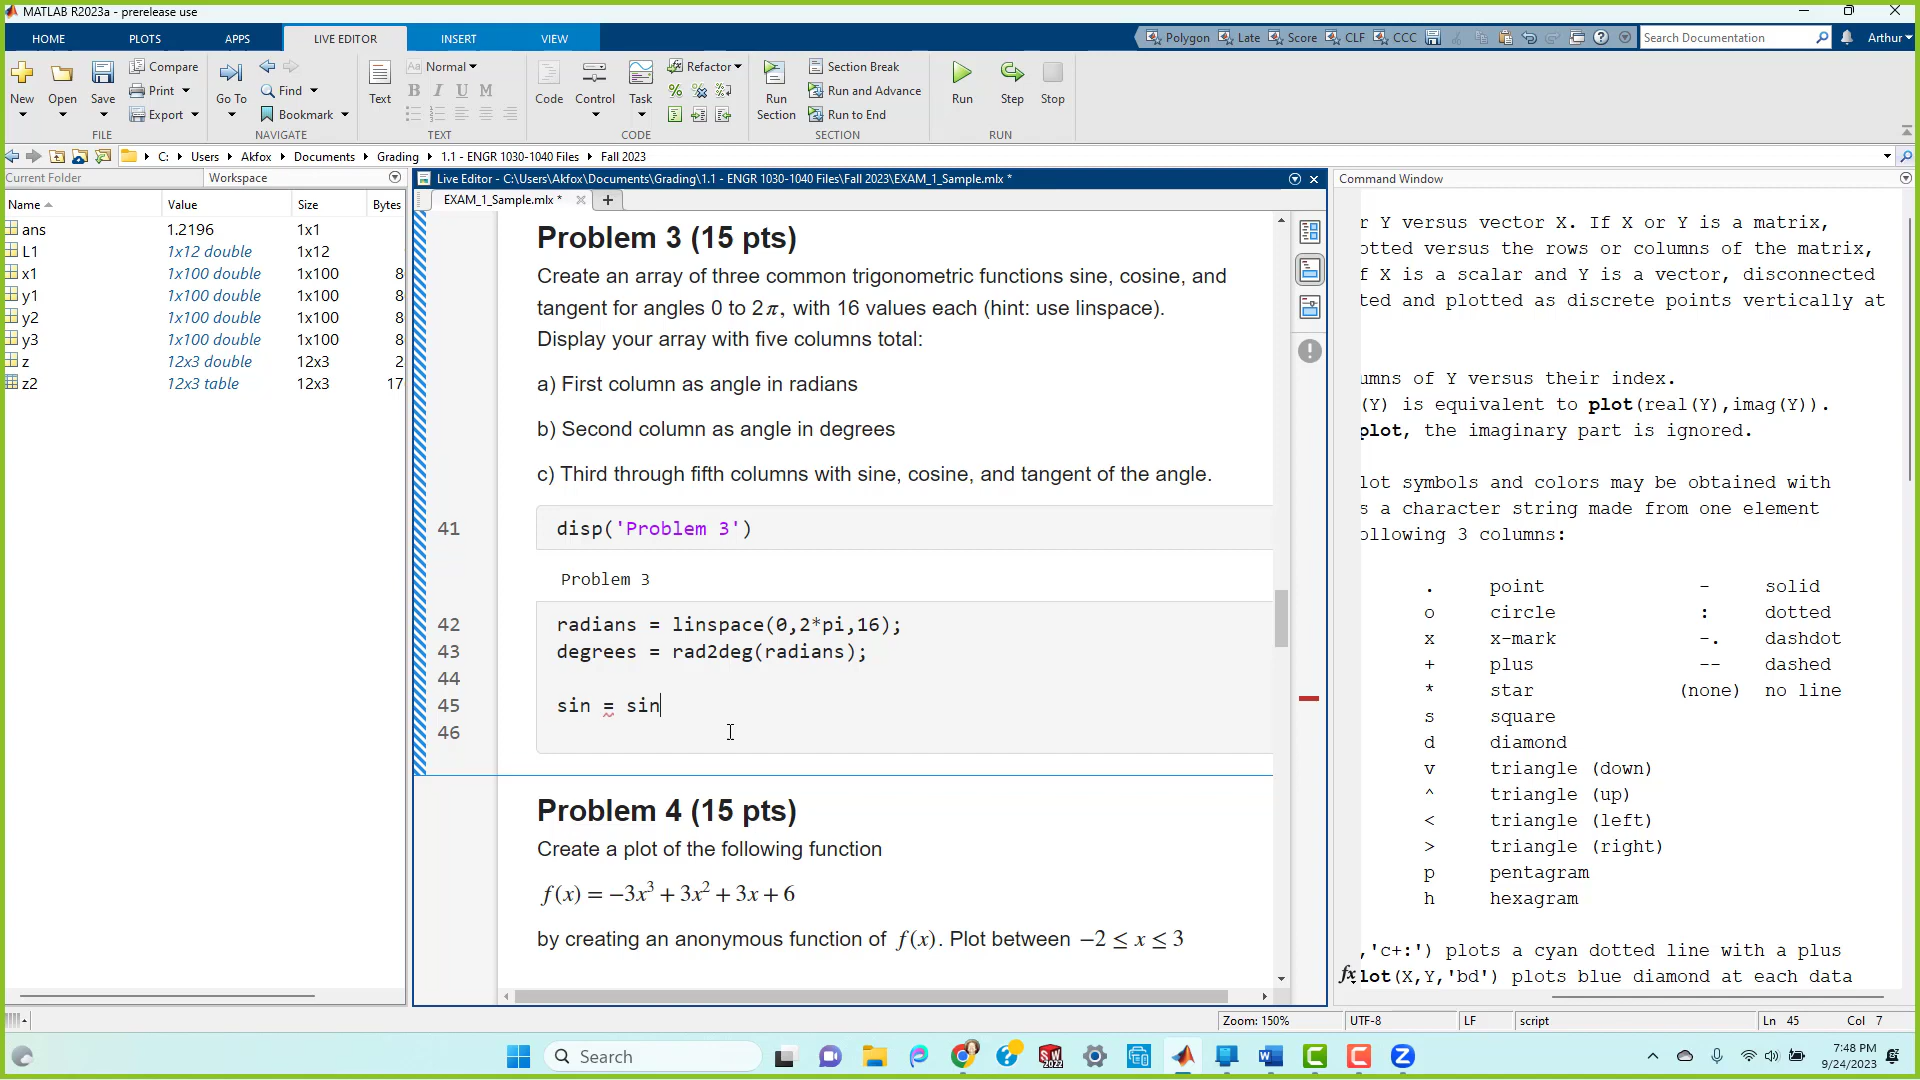 MATLAB R2023a - prerelease use
HOME PLOTS APPS LIVE EDITOR INSERT VIEW
Polygon Late Score CLF CCC Search Documentation Arthur
New Open Save Compare Print Export
FILE
Go To Find Bookmark
NAVIGATE
Text Aa Normal B I U M
TEXT
Code Control Task Refactor
CODE
Run Section Section Break Run and Advance Run to End
SECTION
Run Step Stop
RUN
C: Users Akfox Documents Grading 1.1 - ENGR 1030-1040 Files Fall 2023
Current Folder Workspace
Name Value Size Bytes
ans 1.2196 1x1
L1 1x12 double 1x12
x1 1x100 double 1x100 8
y1 1x100 double 1x100 8
y2 1x100 double 1x100 8
y3 1x100 double 1x100 8
z 12x3 double 12x3 2
z2 12x3 table 12x3 17
Live Editor - C:\Users\Akfox\Documents\Grading\1.1 - ENGR 1030-1040 Files\Fall 2023\EXAM_1_Sample.mlx *
EXAM_1_Sample.mlx *
Problem 3 (15 pts)
Create an array of three common trigonometric functions sine, cosine, and
tangent for angles 0 to 2π, with 16 values each (hint: use linspace).
Display your array with five columns total:
a) First column as angle in radians
b) Second column as angle in degrees
c) Third through fifth columns with sine, cosine, and tangent of the angle.
41 disp('Problem 3')
Problem 3
42 radians = linspace(0,2*pi,16);
43 degrees = rad2deg(radians);
44
45 sin = sin
46
Problem 4 (15 pts)
Create a plot of the following function
f(x) = −3x³ + 3x² + 3x + 6
by creating an anonymous function of f(x). Plot between −2 ≤ x ≤ 3
Command Window
r Y versus vector X. If X or Y is a matrix,
otted versus the rows or columns of the matrix,
f X is a scalar and Y is a vector, disconnected
ted and plotted as discrete points vertically at
umns of Y versus their index.
(Y) is equivalent to plot(real(Y),imag(Y)).
plot, the imaginary part is ignored.
lot symbols and colors may be obtained with
s a character string made from one element
ollowing 3 columns:
. point - solid
o circle : dotted
x x-mark -. dashdot
+ plus -- dashed
* star (none) no line
s square
d diamond
v triangle (down)
^ triangle (up)
< triangle (left)
> triangle (right)
p pentagram
h hexagram
,'c+:') plots a cyan dotted line with a plus
fx lot(X,Y,'bd') plots blue diamond at each data
Zoom: 150% UTF-8 LF script Ln 45 Col 7
Search
7:48 PM
9/24/2023